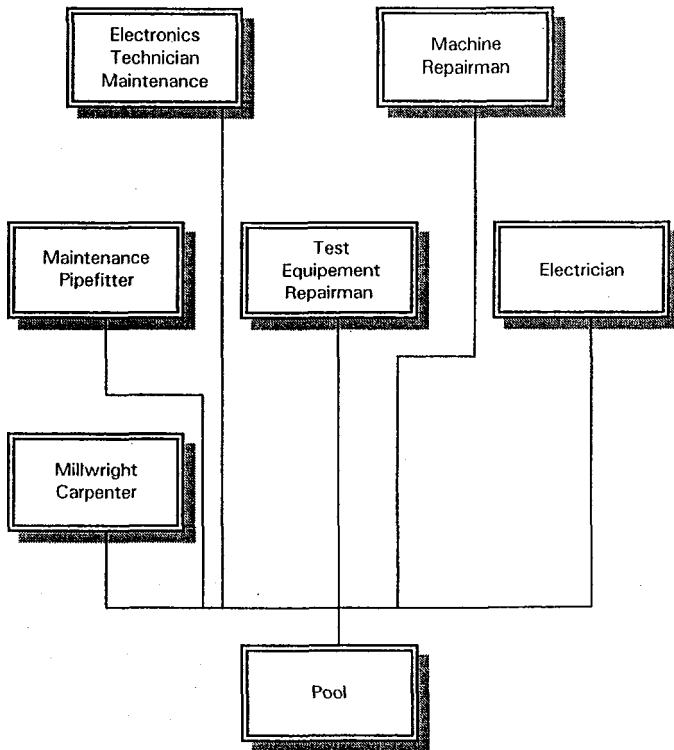 Electronics
Technician
Maintenance
Machine
Repairman
Maintenance
Pipefitter
Test
Equipement
Repairman
Electrician
Millwright
Carpenter
Pool